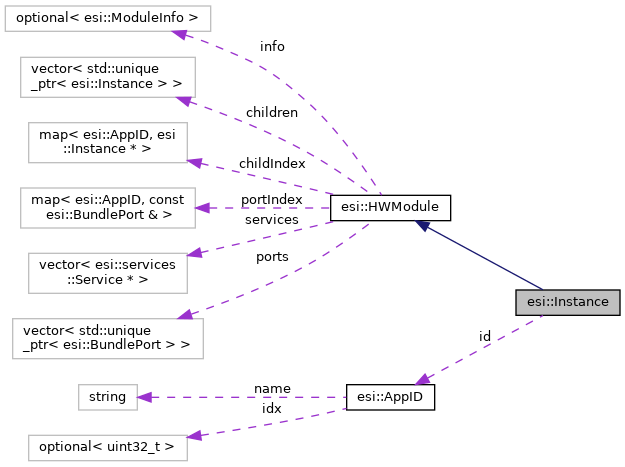 optional< esi::ModuleInfo >
info
vector< std::unique
_ptr< esi::Instance > >
children
map< esi::AppID, esi
::Instance * >
childIndex
map< esi::AppID, const
esi::BundlePort & >
portIndex
services
esi::HWModule
vector< esi::services
::Service * >
ports
esi::Instance
vector< std::unique
_ptr< esi::BundlePort > >
id
string
name
esi::AppID
idx
optional< uint32_t >